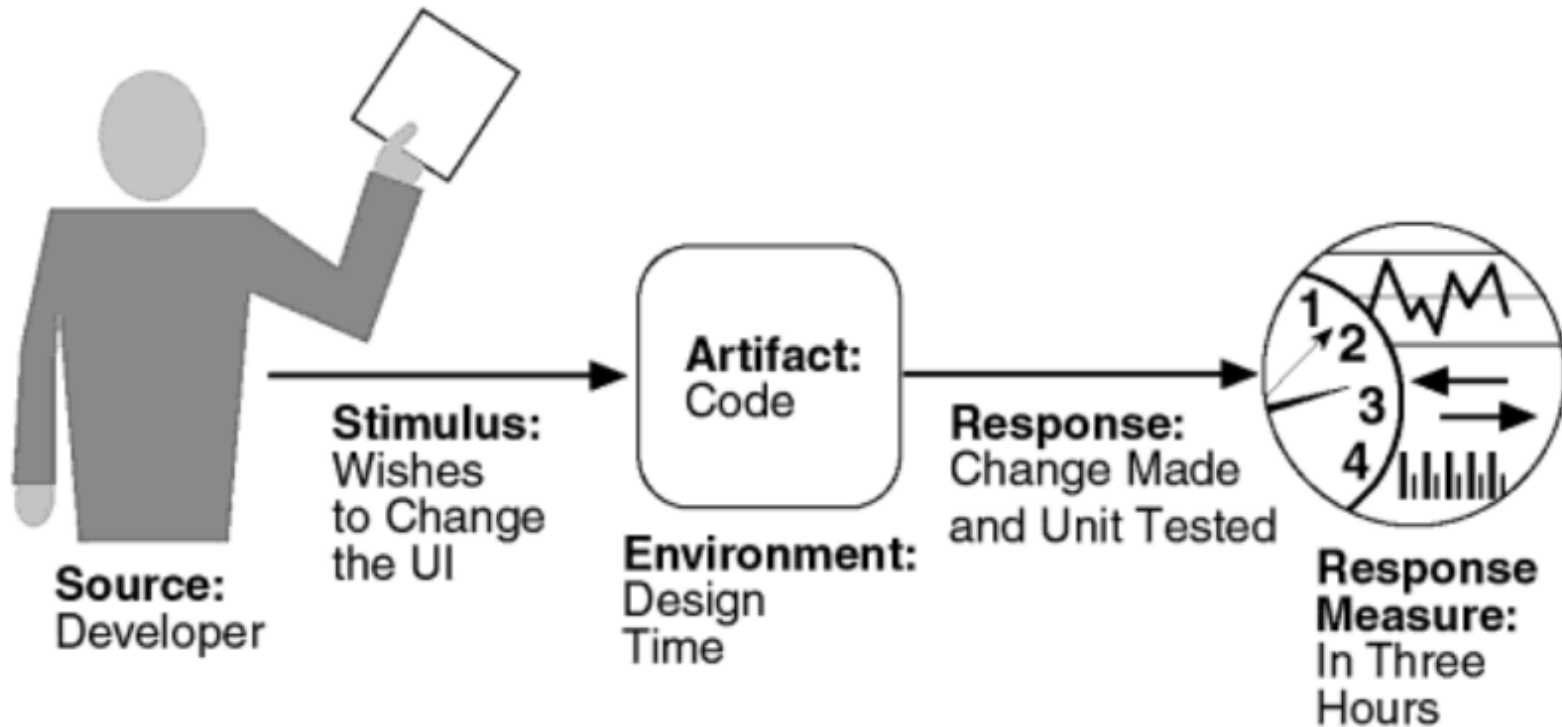 Source:
Developer
Stimulus:
Wishes
to Change
the UI
Artifact:
Code
Environment:
Design
Time
Response:
Change Made
and Unit Tested
1
2
3
4
Response
Measure:
In Three
Hours